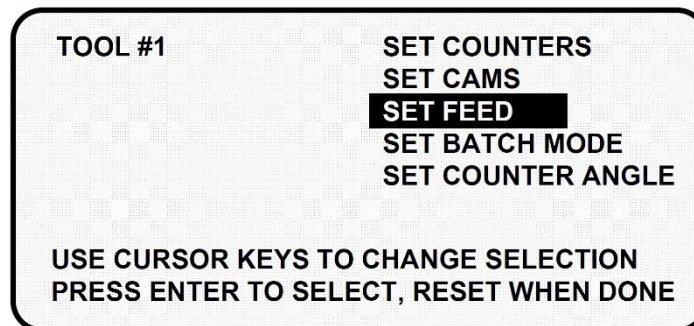 TOOL #1 SET COUNTERS
SET CAMS
SET FEED
SET BATCH MODE
SET COUNTER ANGLE
USE CURSOR KEYS TO CHANGE SELECTION
PRESS ENTER TO SELECT, RESET WHEN DONE